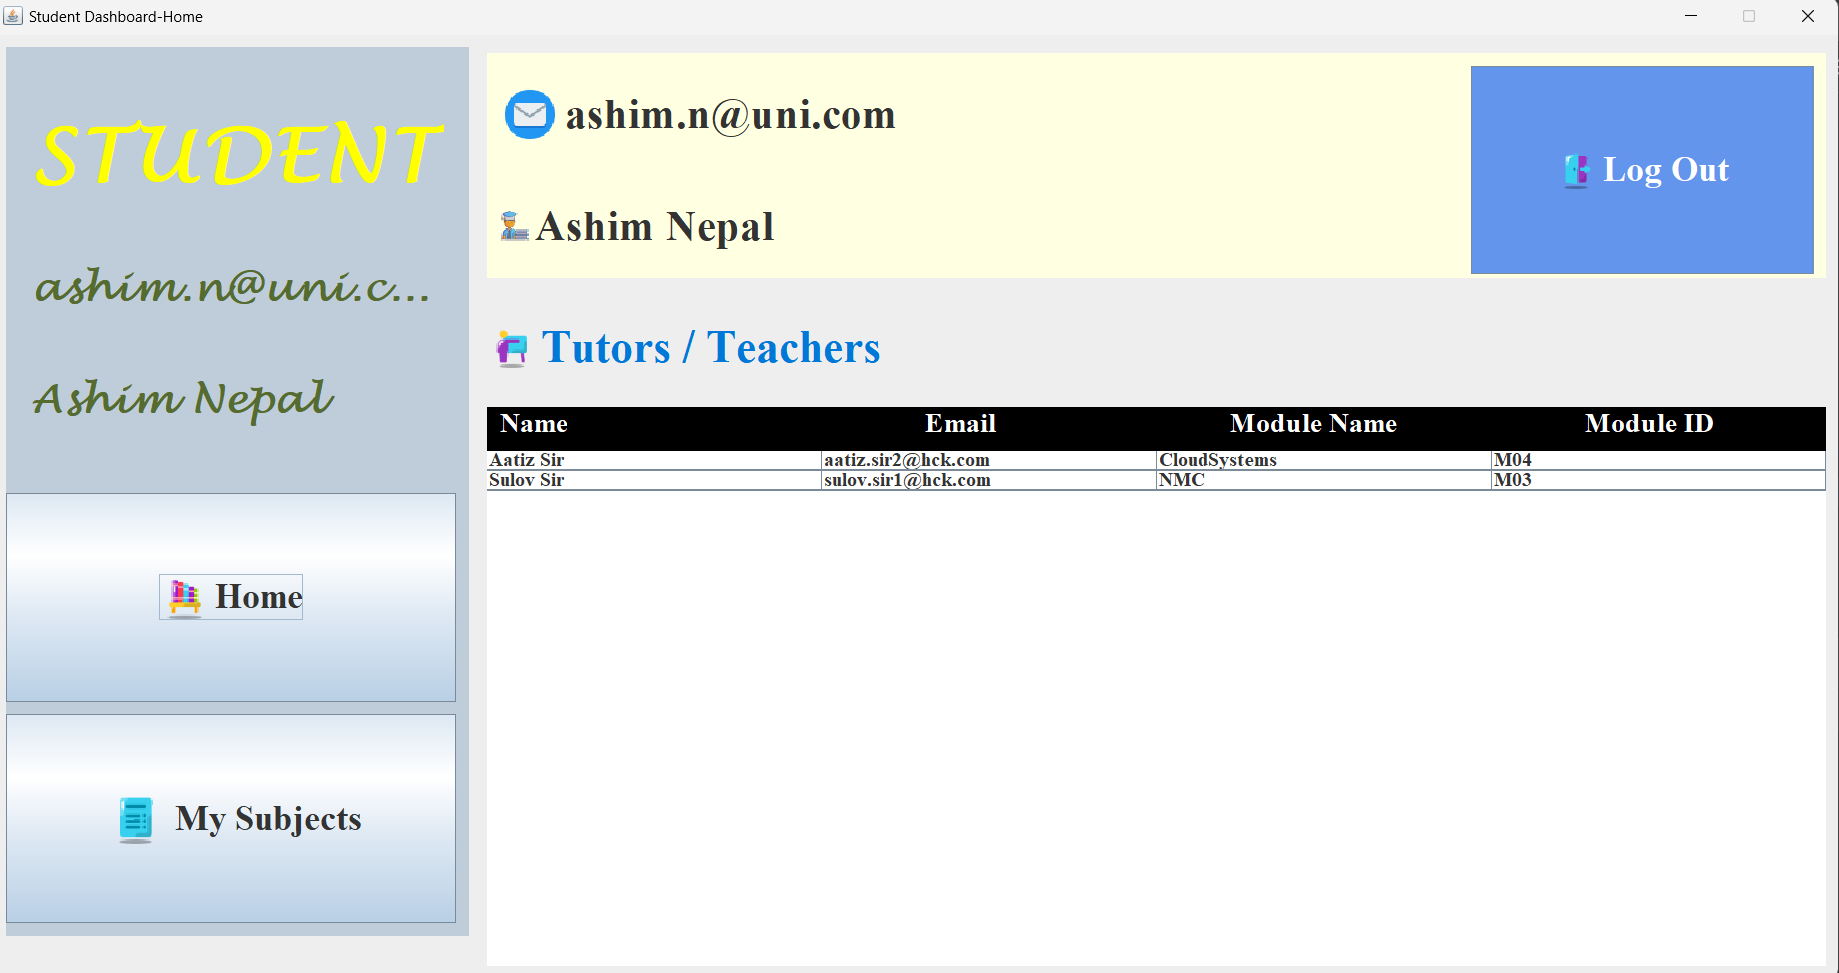 Student Dashboard-Home
STUDENT
ashim.n@uni.c...
Ashim Nepal
Home
My Subjects
ashim.n@uni.com
Ashim Nepal
Log Out
Tutors / Teachers
Name Email Module Name Module ID
Aatiz Sir aatiz.sir2@hck.com CloudSystems M04
Sulov Sir sulov.sir1@hck.com NMC M03